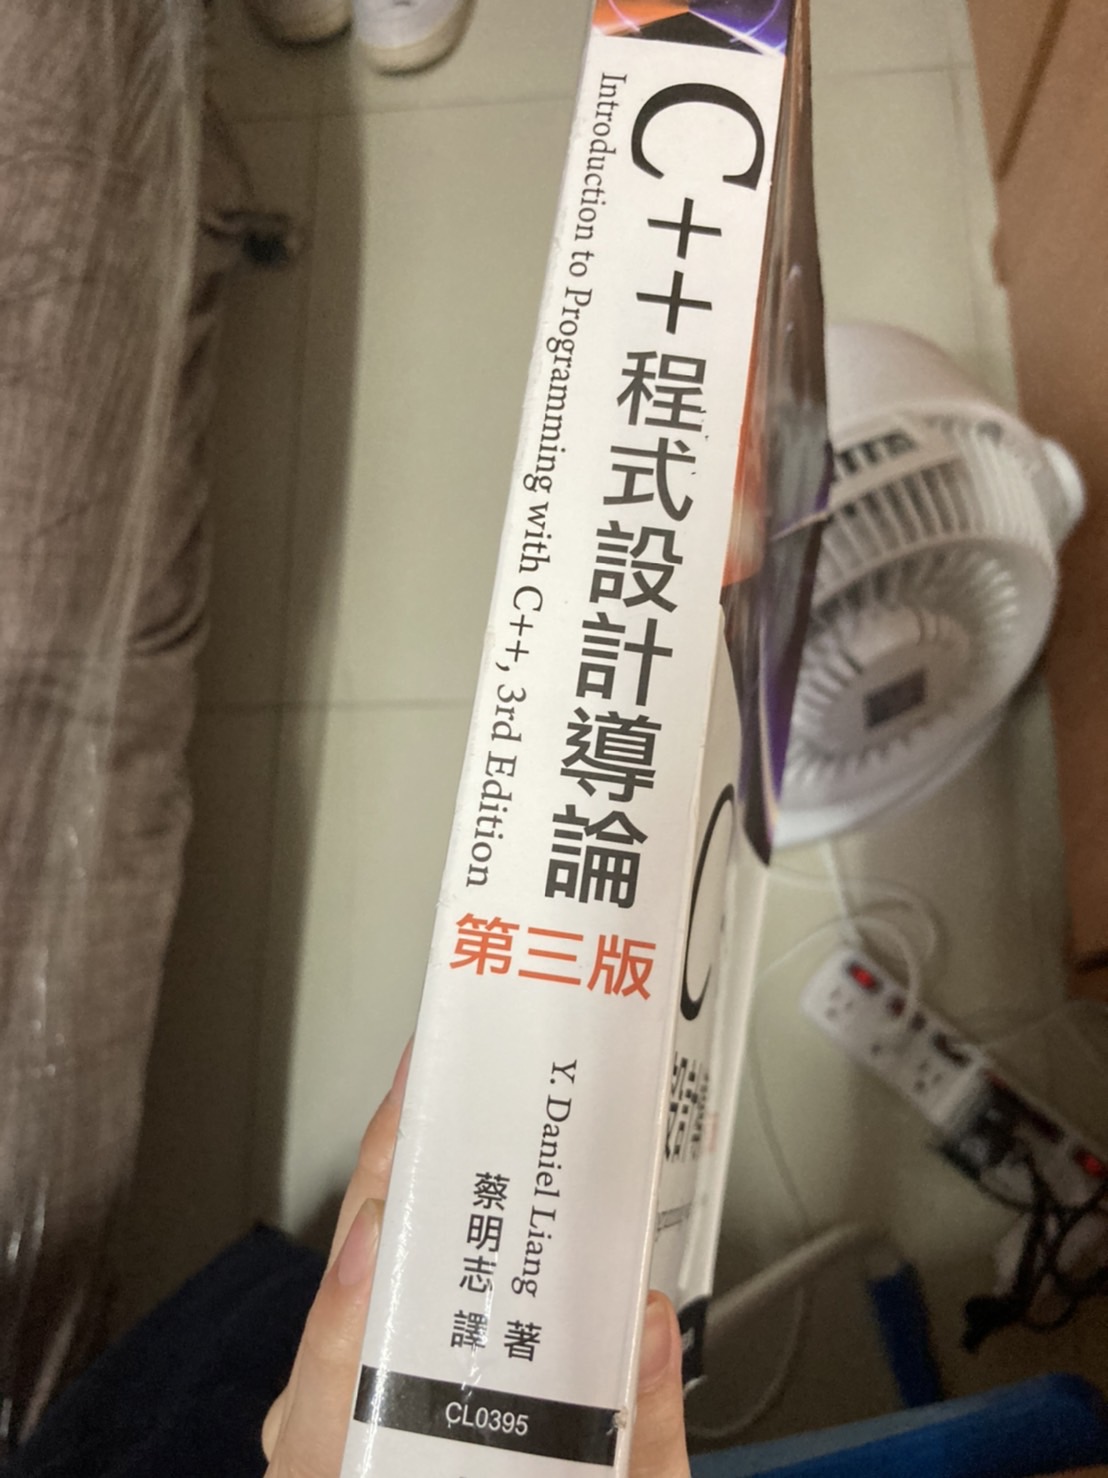 C++程式設計導論
Introduction to Programming with C++, 3rd Edition
第三版
Y. Daniel Liang 著
蔡明志 譯
CL0395
C